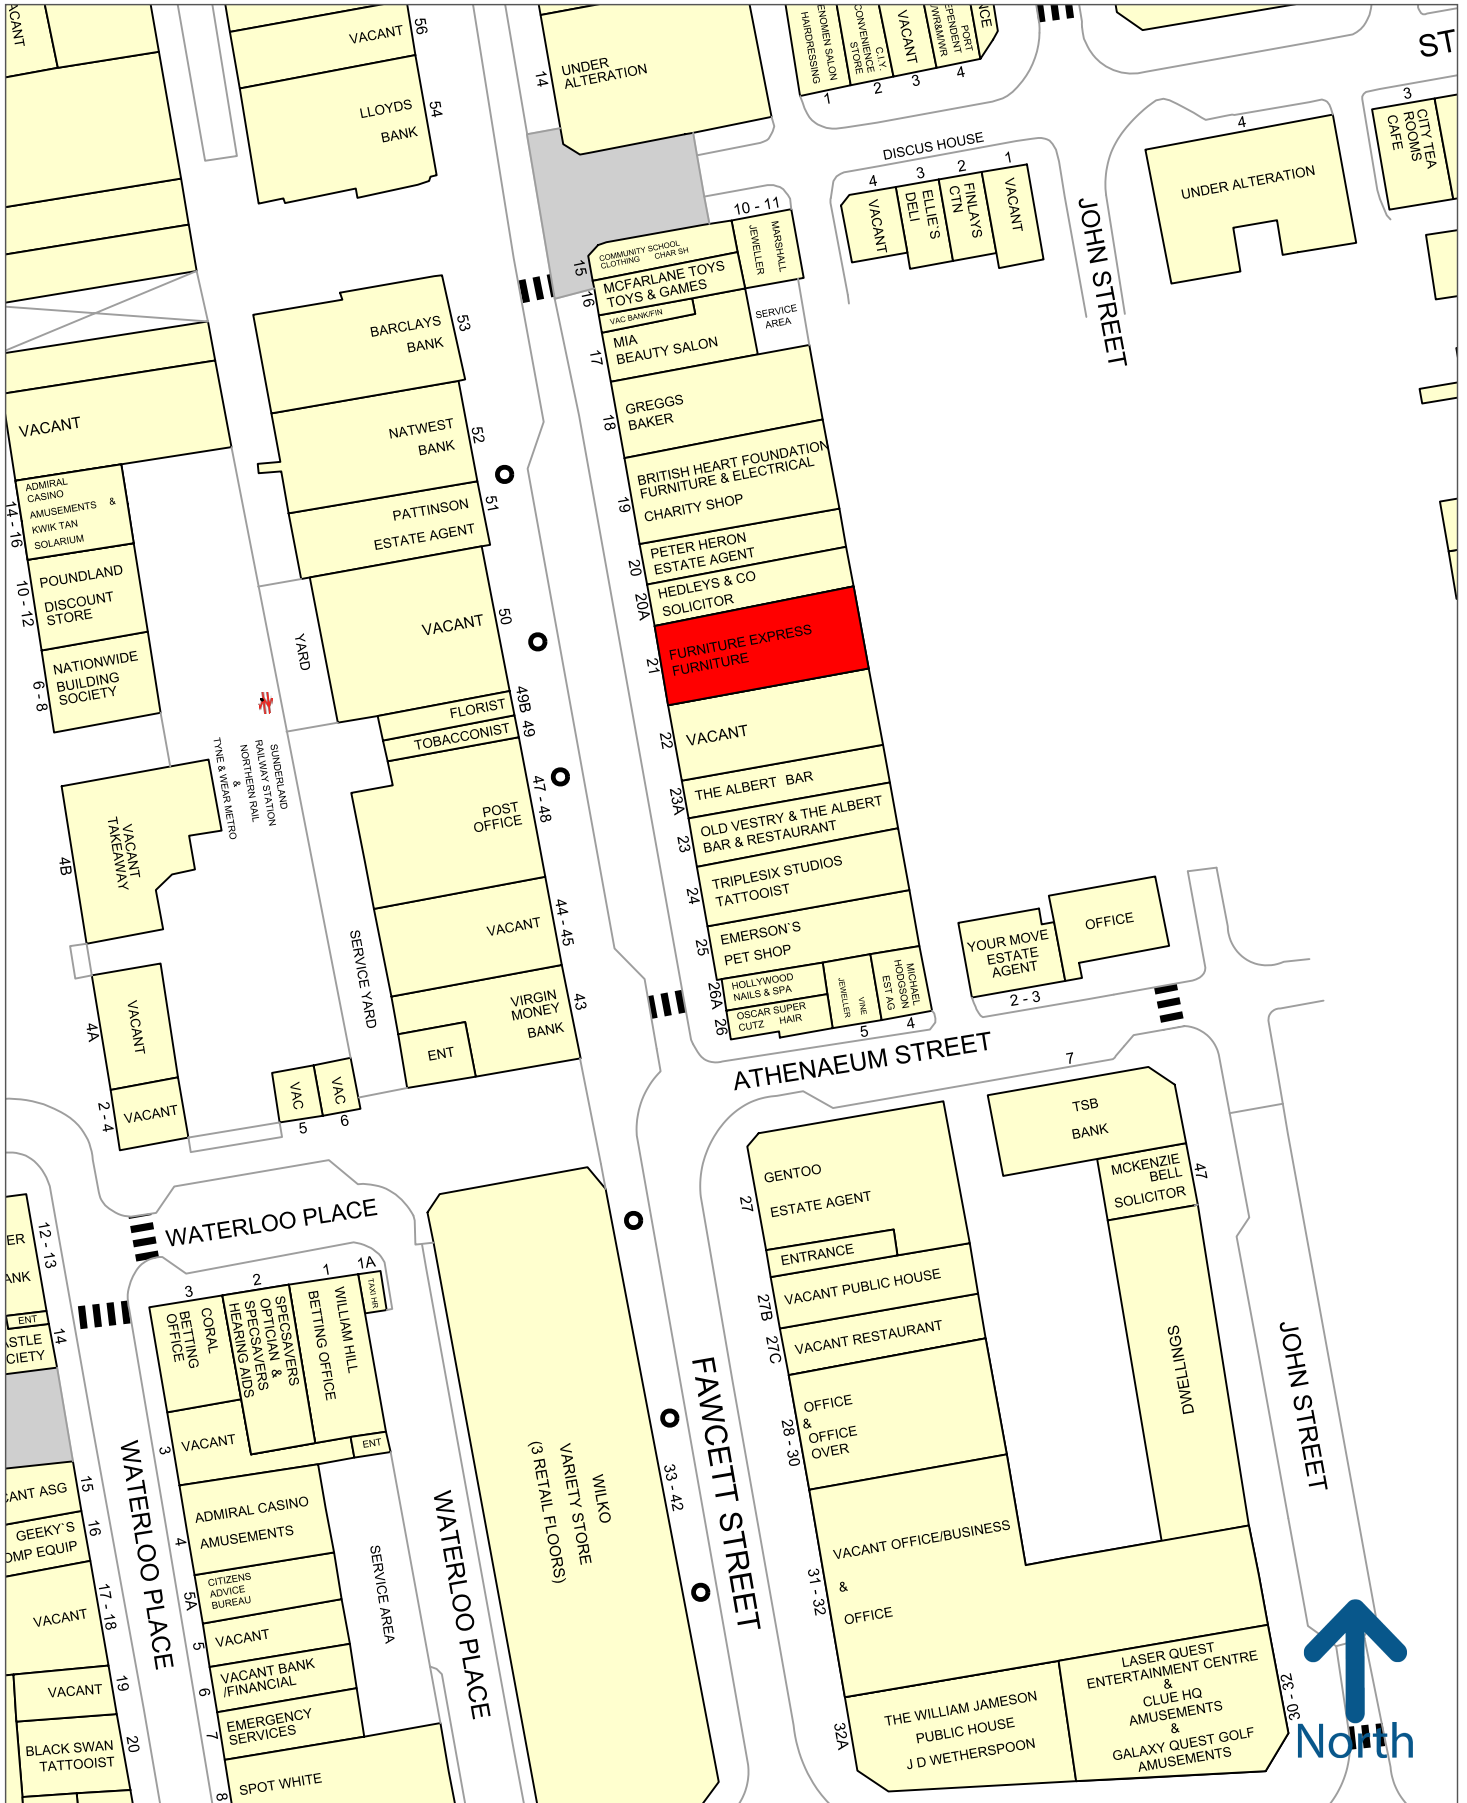 VACANT
56
LLOYDS
BANK
54
14
UNDER
ALTERATION
HAIRDRESSING
1
CONVENIENCE
STORE
C.I.Y.
2
VACANT
3
PORT
4
ST
3
CITY TEA
ROOMS
CAFE
4
UNDER ALTERATION
DISCUS HOUSE
4
VACANT
3
ELLIE`S
DELI
2
FINLAYS
CTN
1
VACANT
JOHN STREET
10 - 11
MARSHALL
JEWELLER
15
COMMUNITY SCHOOL
CLOTHING CHAR SH
16
MCFARLANE TOYS
TOYS & GAMES
VAC BANK/FIN
17
MIA
BEAUTY SALON
SERVICE
AREA
18
GREGGS
BAKER
19
BRITISH HEART FOUNDATION
FURNITURE & ELECTRICAL
CHARITY SHOP
20
PETER HERON
ESTATE AGENT
20A
HEDLEYS & CO
SOLICITOR
21
FURNITURE EXPRESS
FURNITURE
22
VACANT
23A
THE ALBERT BAR
23
OLD VESTRY & THE ALBERT
BAR & RESTAURANT
24
TRIPLESIX STUDIOS
TATTOOIST
25
EMERSON`S
PET SHOP
26A
HOLLYWOOD
NAILS & SPA
26
OSCAR SUPER
CUTZ HAIR
VINE
JEWELLER
5
MICHAEL
HODGSON
EST AG
4
YOUR MOVE
ESTATE
AGENT
2 - 3
OFFICE
ATHENAEUM STREET
BARCLAYS
BANK
53
NATWEST
BANK
52
PATTINSON
ESTATE AGENT
51
VACANT
50
YARD
FLORIST
49B
TOBACCONIST
49
POST
OFFICE
47 - 48
VACANT
44 - 45
VIRGIN
MONEY
BANK
43
ENT
SERVICE YARD
VAC
5
VAC
6
VACANT
ADMIRAL
CASINO
AMUSEMENTS &
KWIK TAN
SOLARIUM
14 - 16
POUNDLAND
DISCOUNT
STORE
10 - 12
NATIONWIDE
BUILDING
SOCIETY
6 - 8
SUNDERLAND
RAILWAY STATION
NORTHERN RAIL
&
TYNE & WEAR METRO
VACANT
TAKEAWAY
4B
VACANT
4A
VACANT
2 - 4
WATERLOO PLACE
12 - 13
ENT
14
15
GEEKY`S
16
VACANT
17 - 18
VACANT
19
BLACK SWAN
TATTOOIST
20
WATERLOO PLACE
3
CORAL
BETTING
OFFICE
2
SPECSAVERS
OPTICIAN &
SPECSAVERS
HEARING AIDS
1
WILLIAM HILL
BETTING OFFICE
1A
TAXI HR
3
VACANT
ENT
4
ADMIRAL CASINO
AMUSEMENTS
5A
CITIZENS
ADVICE
BUREAU
5
VACANT
6
VACANT BANK
/FINANCIAL
7
EMERGENCY
SERVICES
8
SPOT WHITE
SERVICE AREA
WATERLOO PLACE
WILKO
VARIETY STORE
(3 RETAIL FLOORS)
33 - 42
FAWCETT STREET
27
GENTOO
ESTATE AGENT
ENTRANCE
27B
VACANT PUBLIC HOUSE
27C
VACANT RESTAURANT
28 - 30
OFFICE
&
OFFICE
OVER
31 - 32
VACANT OFFICE/BUSINESS
&
OFFICE
32A
THE WILLIAM JAMESON
PUBLIC HOUSE
J D WETHERSPOON
LASER QUEST
ENTERTAINMENT CENTRE
&
CLUE HQ
AMUSEMENTS
&
GALAXY QUEST GOLF
AMUSEMENTS
30 - 32
7
TSB
BANK
MCKENZIE
BELL
SOLICITOR
47
DWELLINGS
JOHN STREET
North